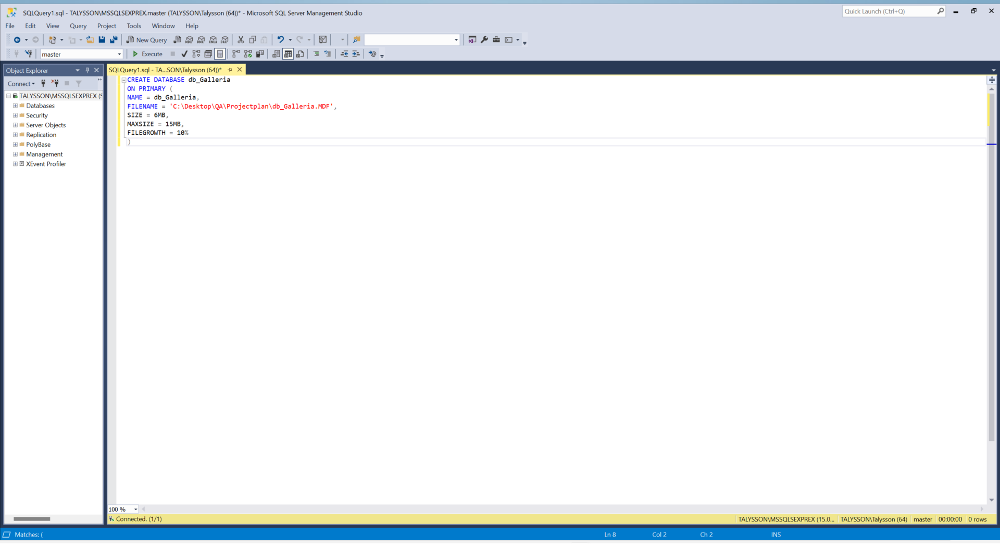 SQLQuery1.sql - TALYSSON\MSSQLSEXPREX.master (TALYSSON\Talysson (64))* - Microsoft SQL Server Management Studio
Quick Launch (Ctrl+Q)
File Edit View Query Project Tools Window Help
New Query MDX DMX XMLA DAX
master Execute
Object Explorer
SQLQuery1.sql - TA...SON\Talysson (64))*
Connect
TALYSSON\MSSQLSEXPREX (S
Databases
Security
Server Objects
Replication
PolyBase
Management
XEvent Profiler
CREATE DATABASE db_Galleria
ON PRIMARY (
NAME = db_Galleria,
FILENAME = 'C:\Desktop\QA\Projectplan\db_Galleria.MDF',
SIZE = 6MB,
MAXSIZE = 15MB,
FILEGROWTH = 10%
)
100 %
Connected. (1/1)
TALYSSON\MSSQLSEXPREX (15.0... TALYSSON\Talysson (64) master 00:00:00 0 rows
Matches: (
Ln 8 Col 2 Ch 2 INS